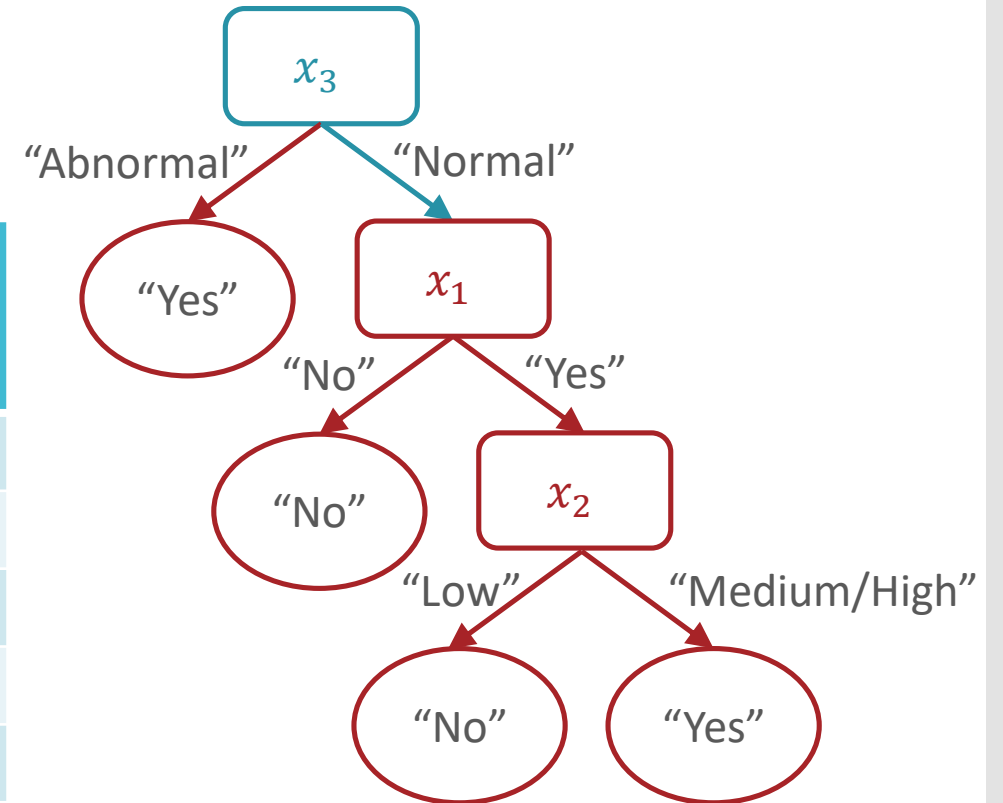 x₃
“Abnormal” “Normal”
“Yes”
x₁
“No” “Yes”
“No”
x₂
“Low” “Medium/High”
“No” “Yes”